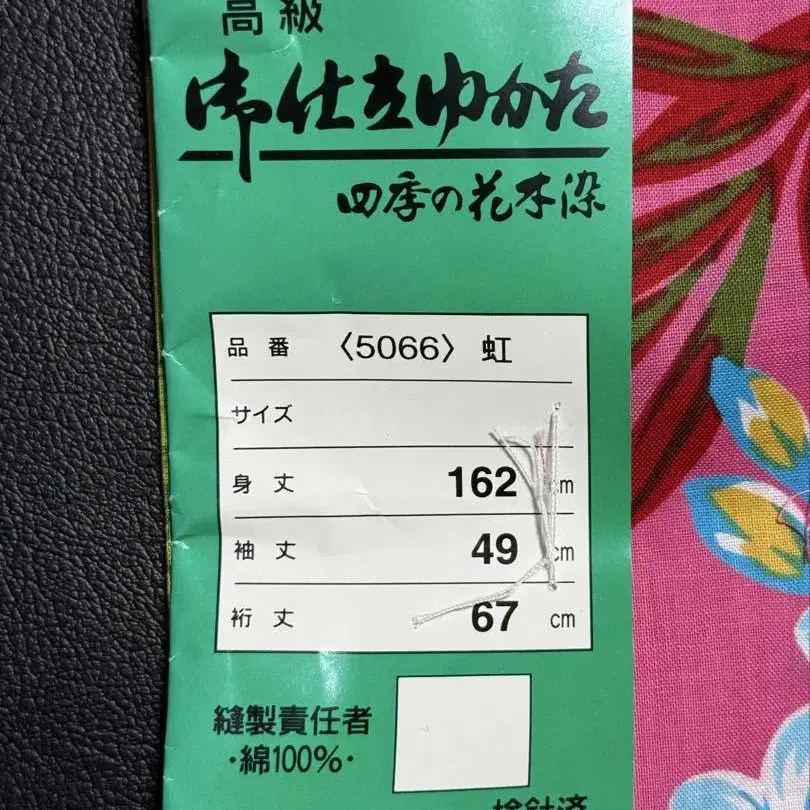 高級
御仕立ゆかた
四季の花木染
品番 〈5066〉 虹
サイズ
身丈 162 cm
袖丈 49 cm
裄丈 67 cm
縫製責任者
・綿100%・
検針済